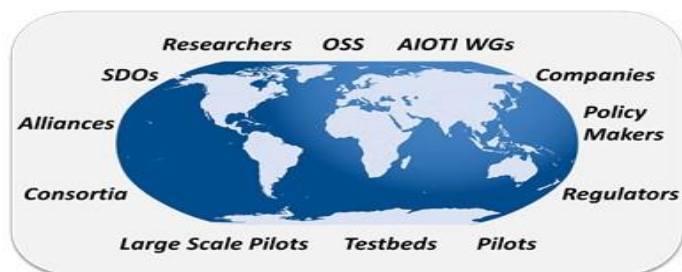 Researchers OSS AIOTI WGs
SDOs Companies
Alliances Policy
Makers
Consortia Regulators
Large Scale Pilots Testbeds Pilots